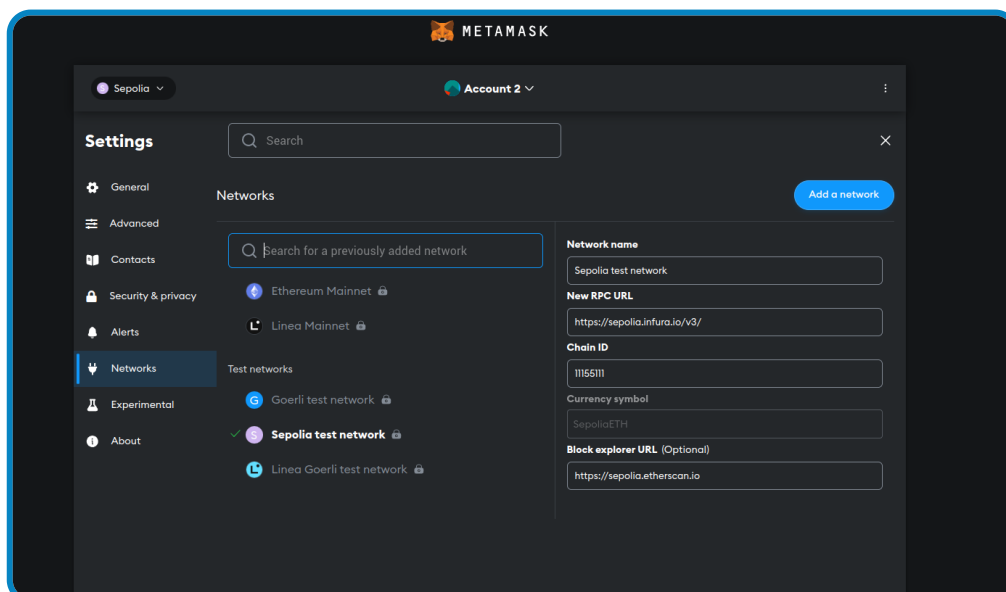 METAMASK
S Sepolia
Account 2
Settings
Search
General
Advanced
Contacts
Security & privacy
Alerts
Networks
Experimental
About
Networks
Add a network
Search for a previously added network
Ethereum Mainnet
L Linea Mainnet
Test networks
G Goerli test network
S Sepolia test network
L Linea Goerli test network
Network name
Sepolia test network
New RPC URL
https://sepolia.infura.io/v3/
Chain ID
11155111
Currency symbol
SepoliaETH
Block explorer URL (Optional)
https://sepolia.etherscan.io